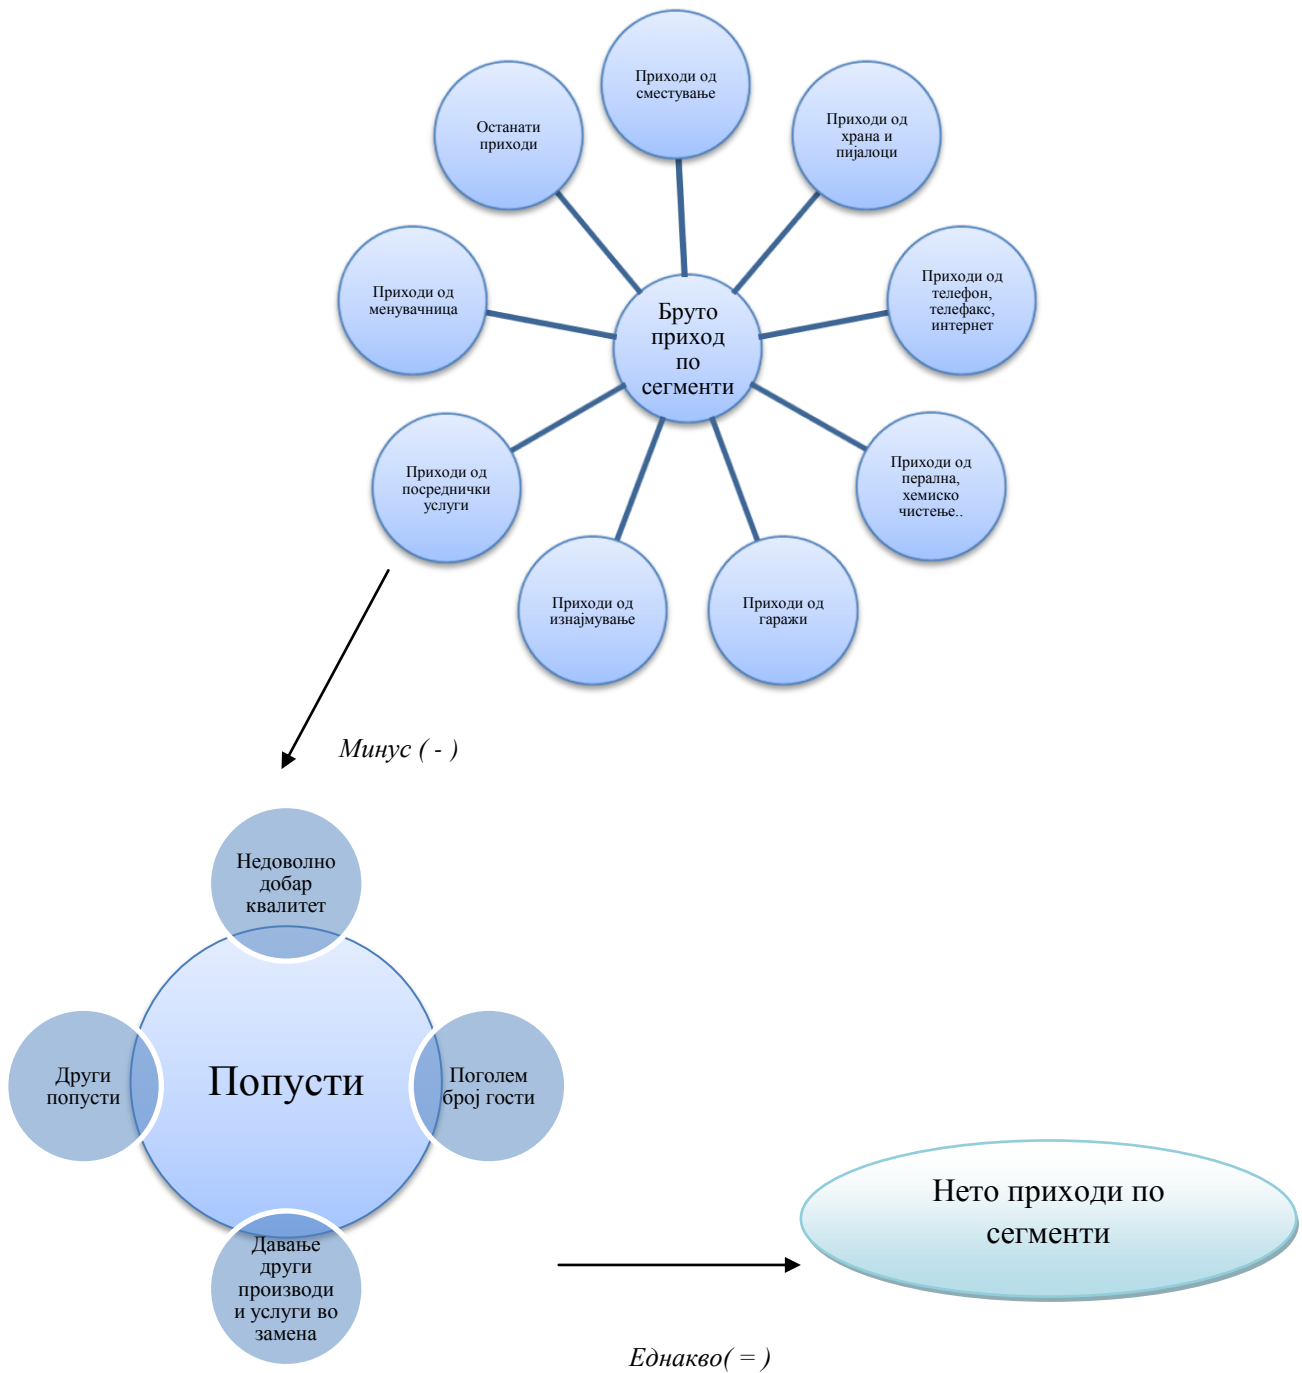 Приходи од
сместување
Приходи од
храна и
пијалоци
Приходи од
телефон,
телефакс,
интернет
Приходи од
перална,
хемиско
чистење..
Приходи од
гаражи
Приходи од
изнајмување
Приходи од
посреднички
услуги
Приходи од
менувачница
Останати
приходи
Бруто
приход
по
сегменти
Минус ( - )
Недоволно
добар
квалитет
Поголем
број гости
Давање
други
производи
и услуги во
замена
Други
попусти
Попусти
Еднакво( = )
Нето приходи по
сегменти